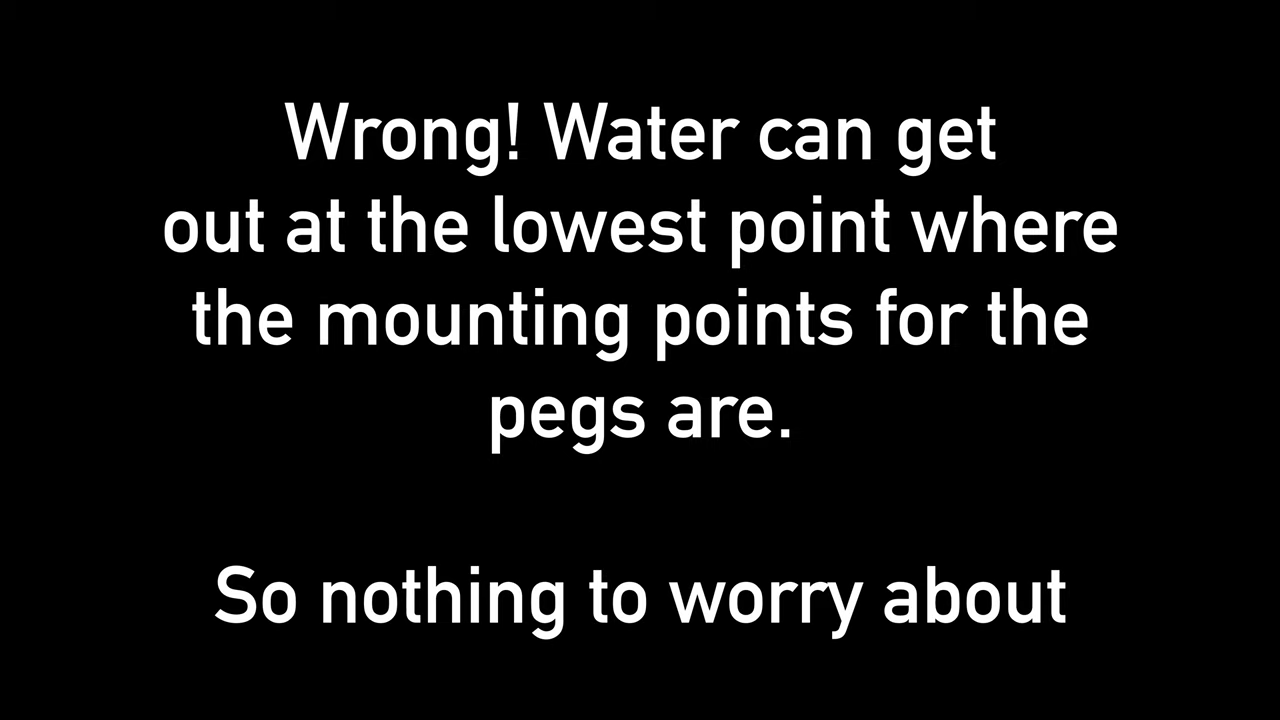 Wrong! Water can get
out at the lowest point where
the mounting points for the
pegs are.
So nothing to worry about